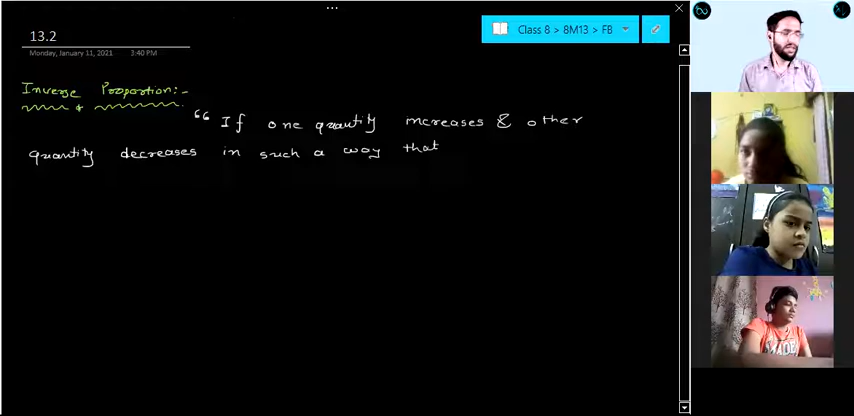 13.2
Monday, January 11, 2021 3:40 PM
Class 8 > 8M13 > FB
Inverse Proportion:-
“ If one quantity increases & other
quantity decreases in such a way that
MADE